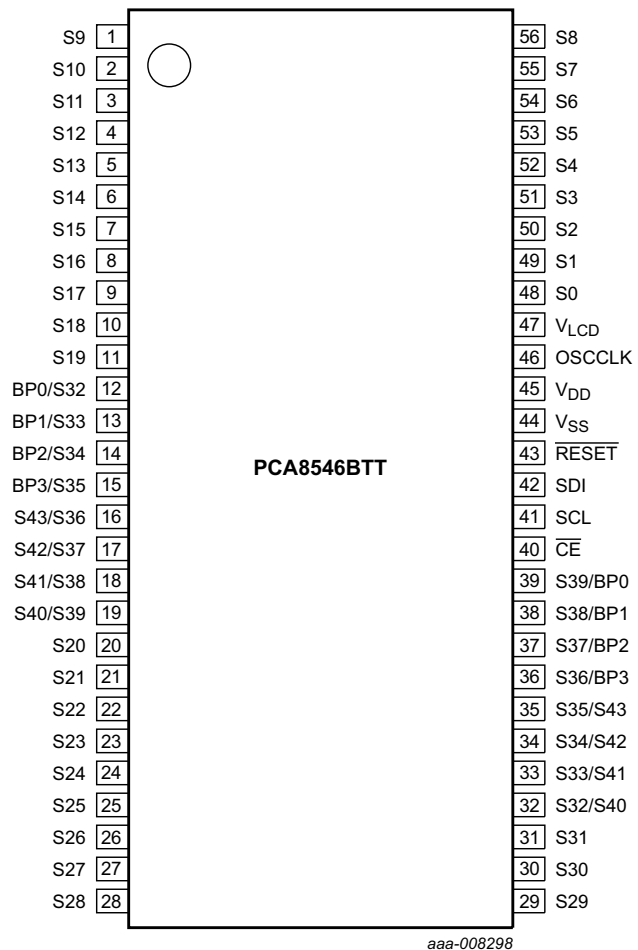 S9 1 56 S8
S10 2 55 S7
S11 3 54 S6
S12 4 53 S5
S13 5 52 S4
S14 6 51 S3
S15 7 50 S2
S16 8 49 S1
S17 9 48 S0
S18 10 47 VLCD
S19 11 46 OSCCLK
BP0/S32 12 45 VDD
BP1/S33 13 44 VSS
BP2/S34 14 43 RESET
PCA8546BTT
BP3/S35 15 42 SDI
S43/S36 16 41 SCL
S42/S37 17 40 CE
S41/S38 18 39 S39/BP0
S40/S39 19 38 S38/BP1
S20 20 37 S37/BP2
S21 21 36 S36/BP3
S22 22 35 S35/S43
S23 23 34 S34/S42
S24 24 33 S33/S41
S25 25 32 S32/S40
S26 26 31 S31
S27 27 30 S30
S28 28 29 S29
aaa-008298